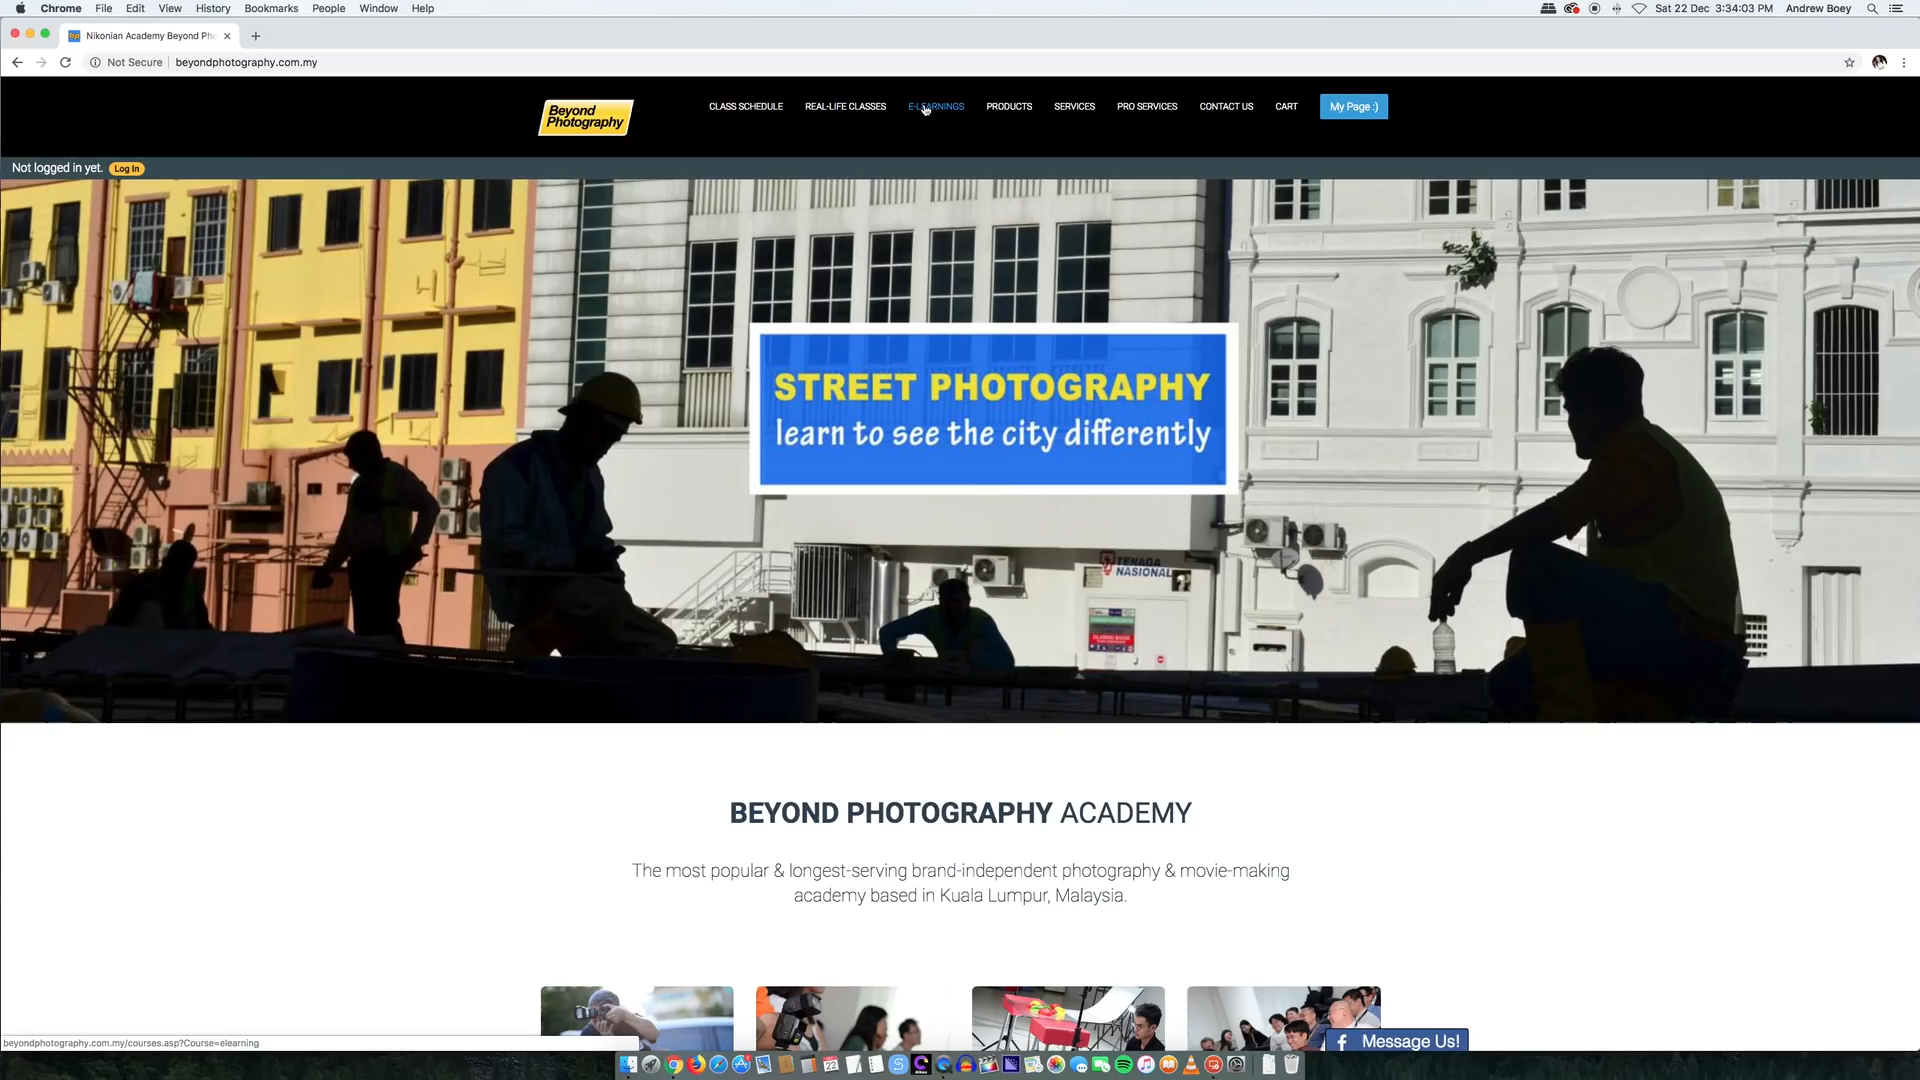 Chrome File Edit View History Bookmarks People Window Help
Sat 22 Dec 3:34:03 PM Andrew Boey
Nikonian Academy Beyond Pho
Not Secure beyondphotography.com.my
Beyond
Photography
CLASS SCHEDULE REAL-LIFE CLASSES E-LEARNINGS PRODUCTS SERVICES PRO SERVICES CONTACT US CART My Page :)
Not logged in yet. Log In
STREET PHOTOGRAPHY
learn to see the city differently
TENAGA
NASIONAL
BEYOND PHOTOGRAPHY ACADEMY
The most popular & longest-serving brand-independent photography & movie-making
academy based in Kuala Lumpur, Malaysia.
Message Us!
beyondphotography.com.my/courses.asp?Course=elearning